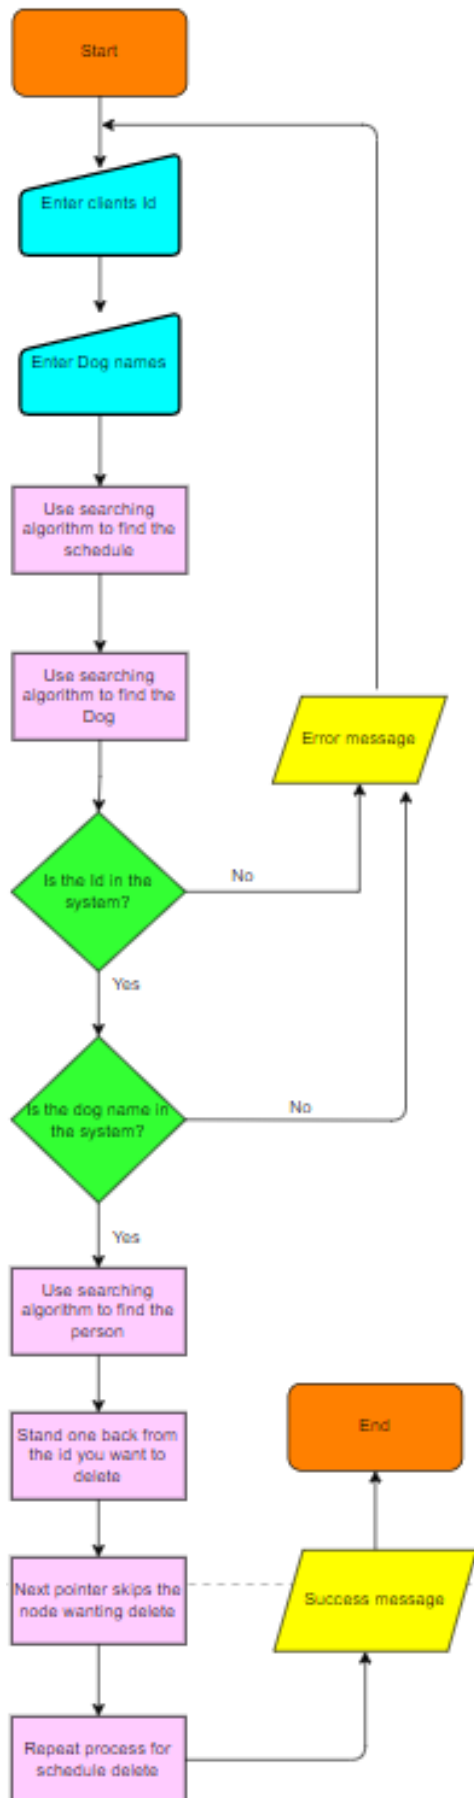 Start
Enter clients Id
Enter Dog names
Use searching
algorithm to find the
schedule
Use searching
algorithm to find the
Dog
Error message
Is the Id in the
system?
No
Yes
Is the dog name in
the system?
No
Yes
Use searching
algorithm to find the
person
Stand one back from
the id you want to
delete
End
Next pointer skips the
node wanting delete
Success message
Repeat process for
schedule delete